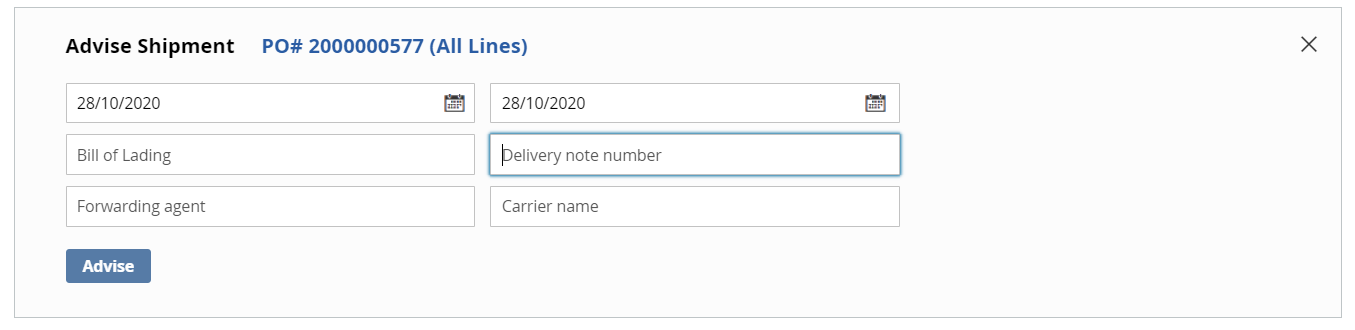 Advise Shipment PO# 2000000577 (All Lines)
28/10/2020 28/10/2020
Bill of Lading Delivery note number
Forwarding agent Carrier name
Advise